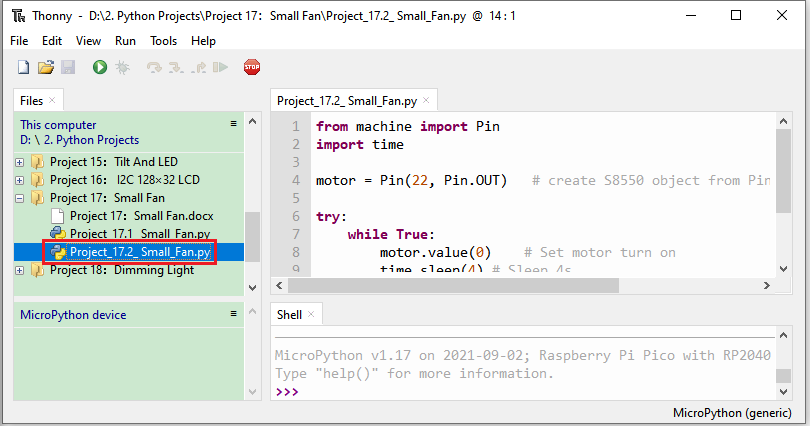 Thonny - D:\2. Python Projects\Project 17：Small Fan\Project_17.2_ Small_Fan.py @ 14 : 1
File Edit View Run Tools Help
STOP
Files
This computer
D: \ 2. Python Projects
Project 15：Tilt And LED
Project 16： I2C 128×32 LCD
Project 17：Small Fan
Project 17：Small Fan.docx
Project_17.1_ Small_Fan.py
Project_17.2_ Small_Fan.py
Project 18：Dimming Light
MicroPython device
Project_17.2_ Small_Fan.py
1 from machine import Pin
2 import time
3
4 motor = Pin(22, Pin.OUT) # create S8550 object from Pin
5
6 try:
7 while True:
8 motor.value(0) # Set motor turn on
9 time.sleep(4) # Sleep 4s
Shell
MicroPython v1.17 on 2021-09-02; Raspberry Pi Pico with RP2040
Type "help()" for more information.
>>>
MicroPython (generic)